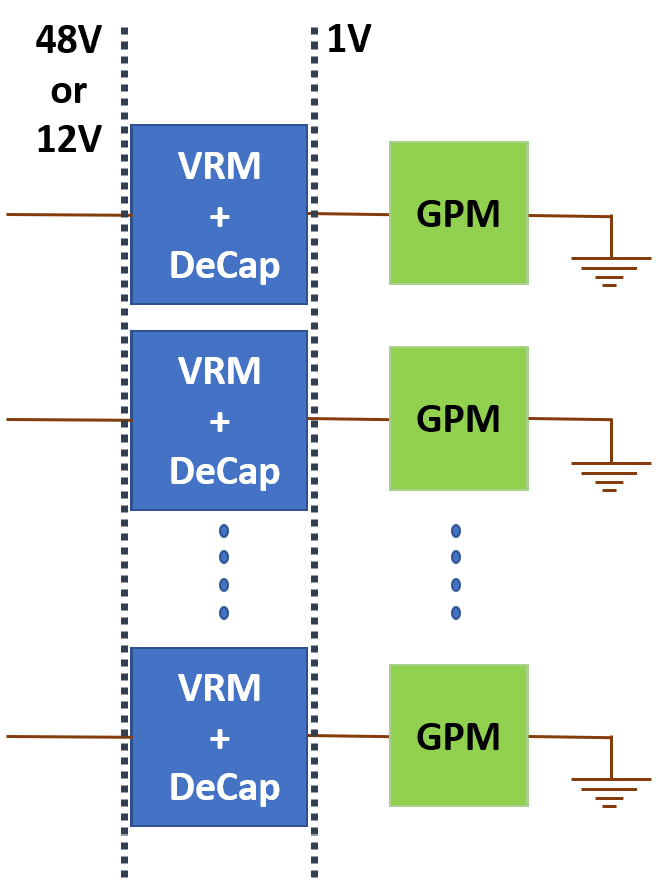 48V
or
12V
1V
VRM
+
DeCap
GPM
VRM
+
DeCap
GPM
VRM
+
DeCap
GPM